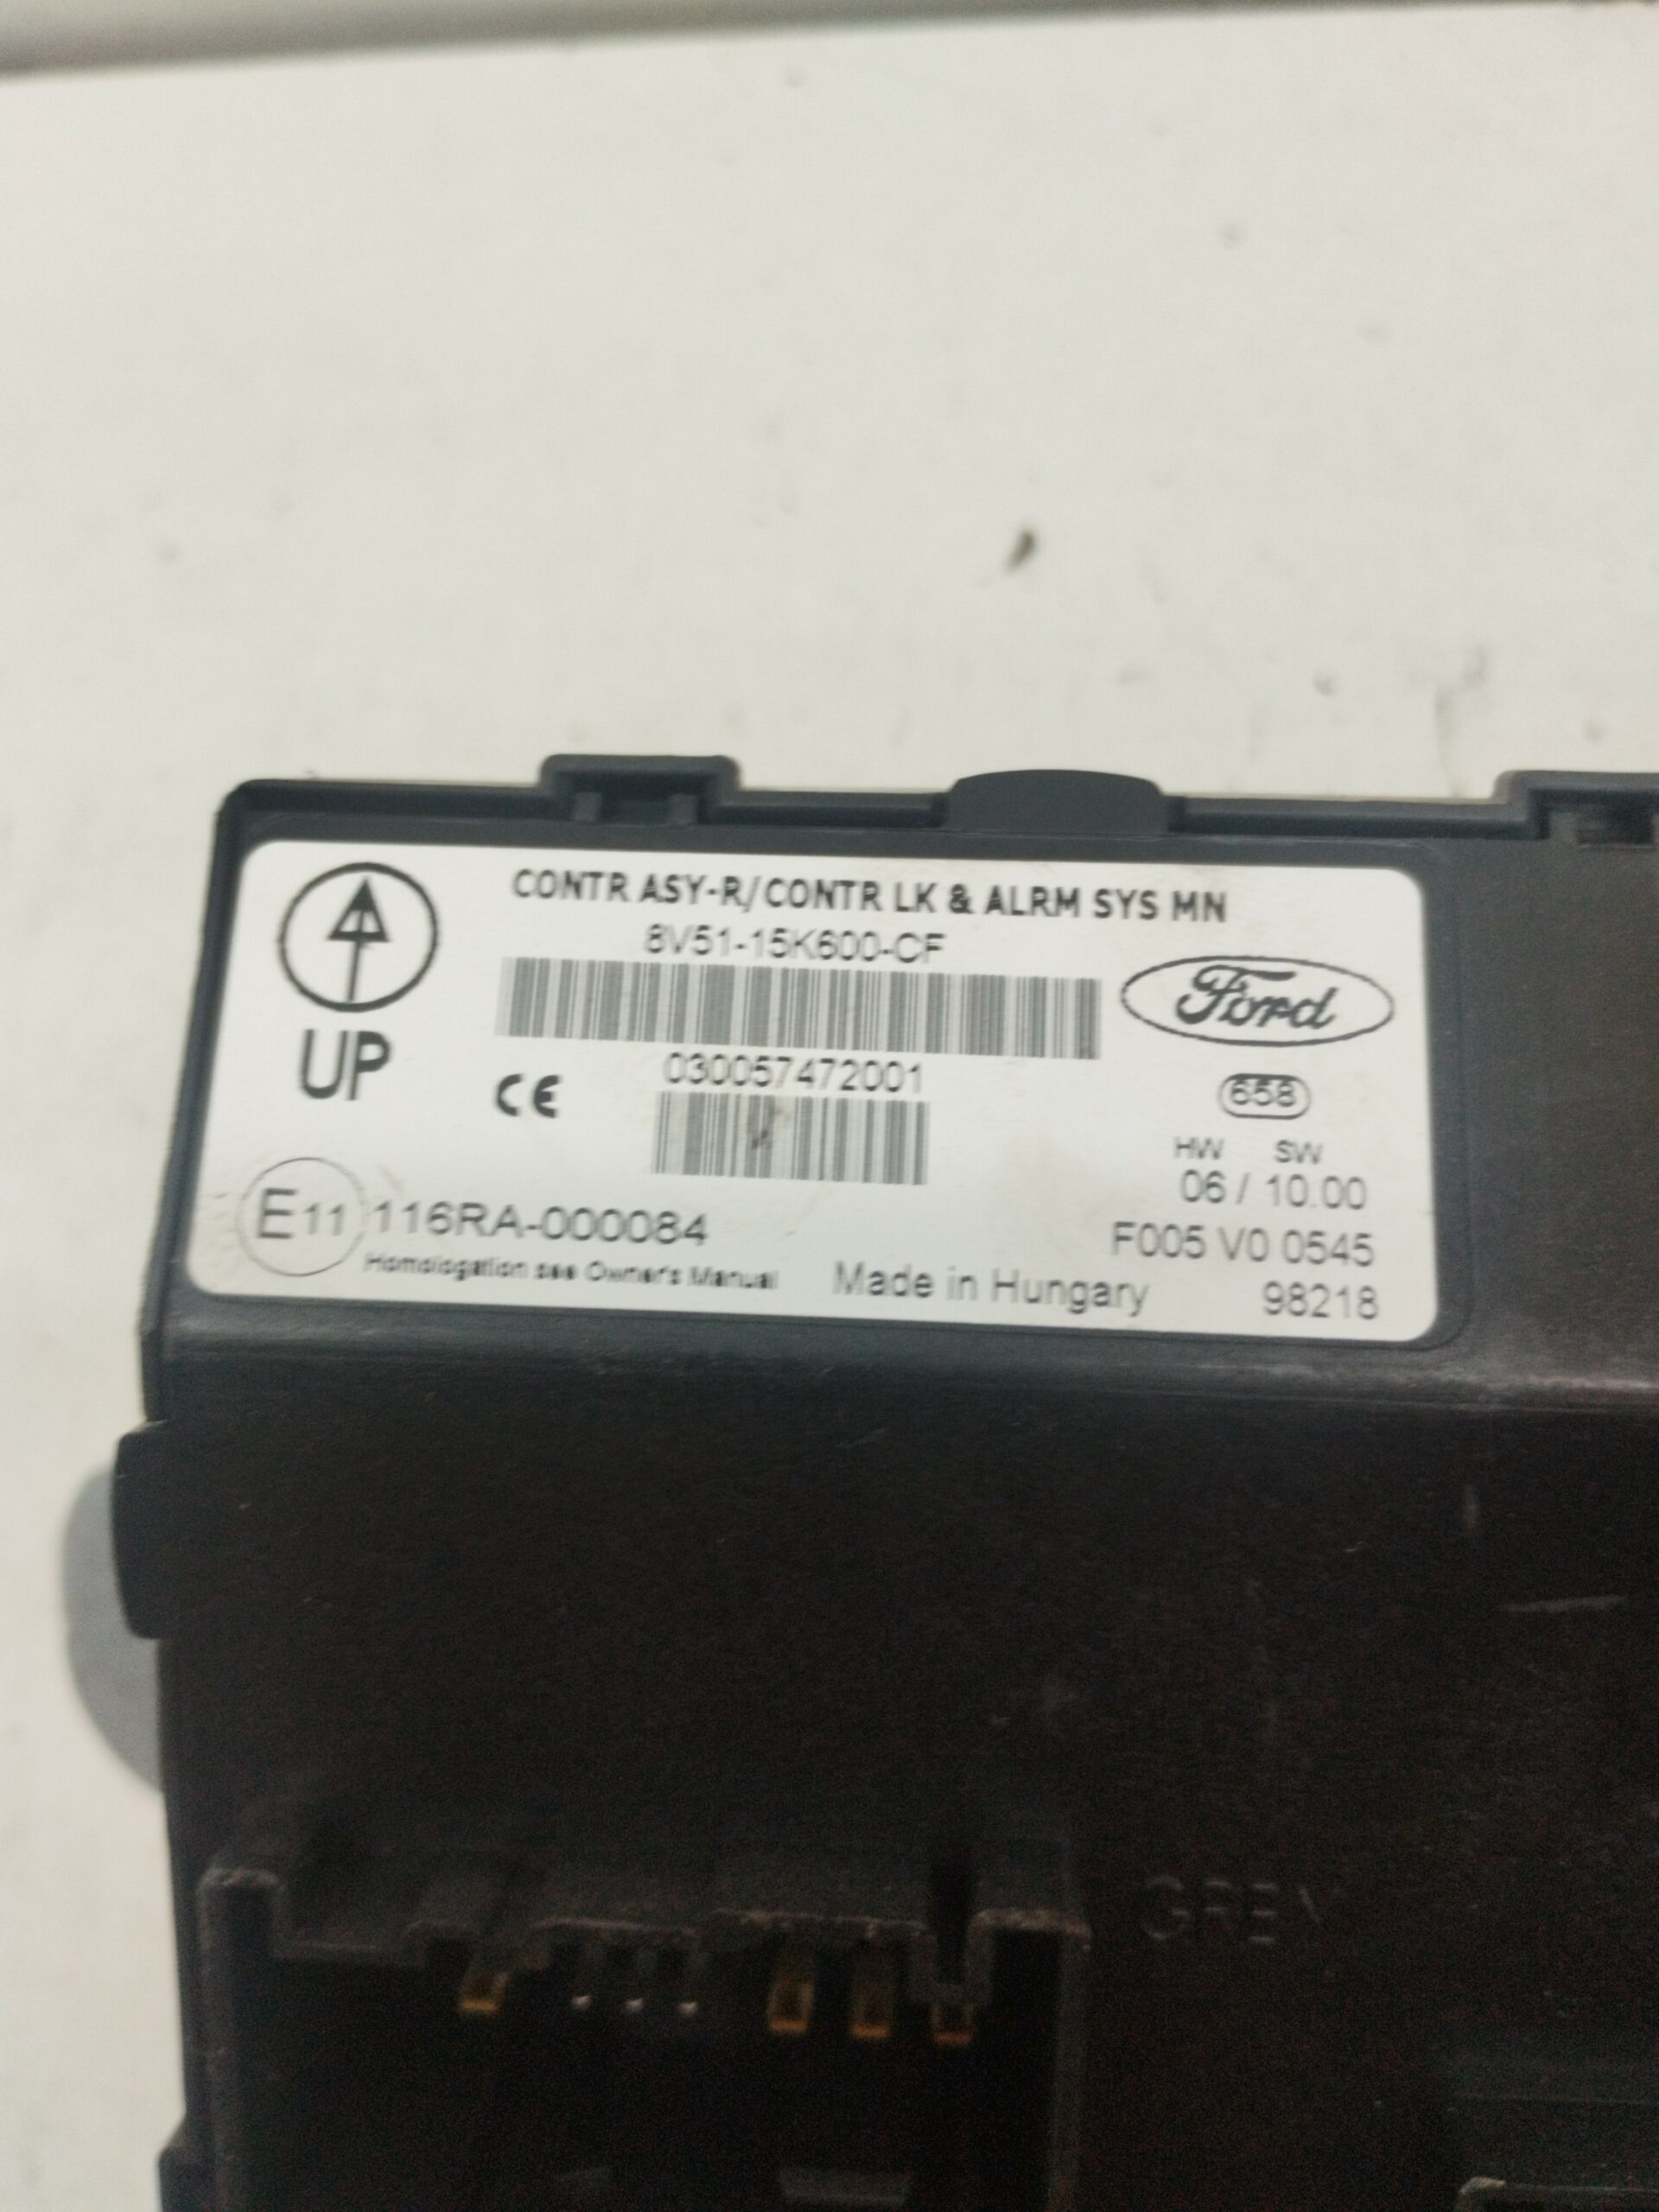 CONTR ASY-R/CONTR LK & ALRM SYS MN
8V51-15K600-CF
Ford
UP
030057472001
CE
658
HW SW
06 / 10.00
E11 116RA-000084
F005 V0 0545
Homologation see Owner's Manual
Made in Hungary
98218
GREY